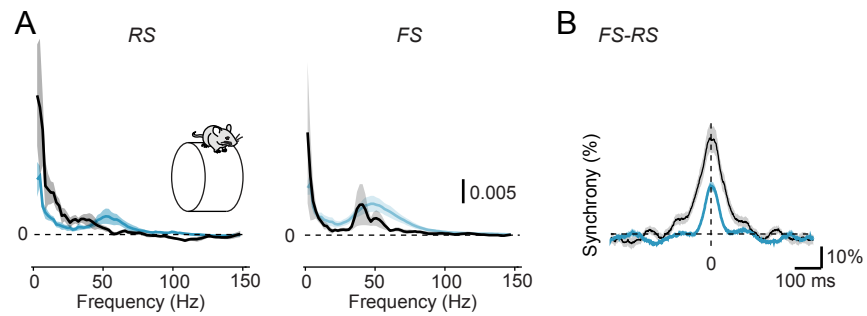 A
RS
FS
B
FS-RS
0
0
0.005
0 50 100 150
Frequency (Hz)
0 50 100 150
Frequency (Hz)
Synchrony (%)
0
10%
100 ms